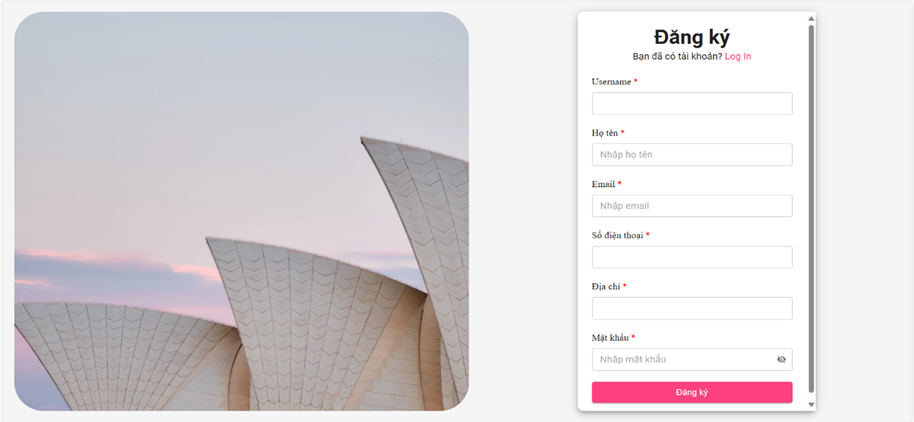 Đăng ký
Bạn đã có tài khoản? Log In
Username *
Họ tên *
Nhập họ tên
Email *
Nhập email
Số điện thoại *
Địa chỉ *
Mật khẩu *
Nhập mật khẩu
Đăng ký